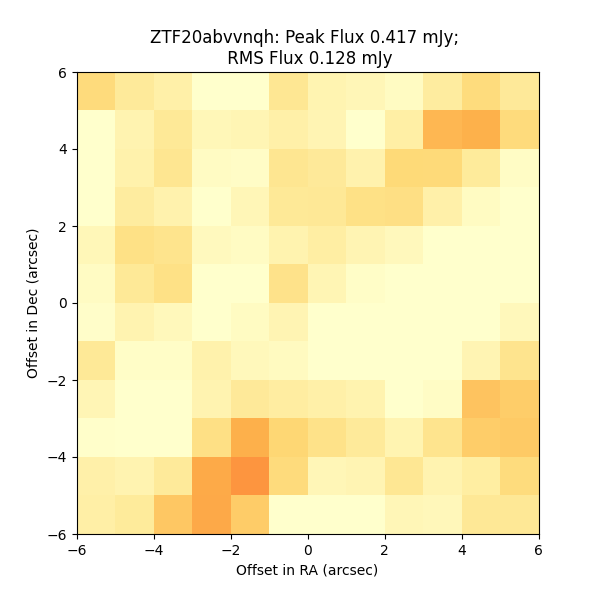 ZTF20abvvnqh: Peak Flux 0.417 mJy;
RMS Flux 0.128 mJy
6
4
2
0
−2
−4
−6
Offset in Dec (arcsec)
−6 −4 −2 0 2 4 6
Offset in RA (arcsec)